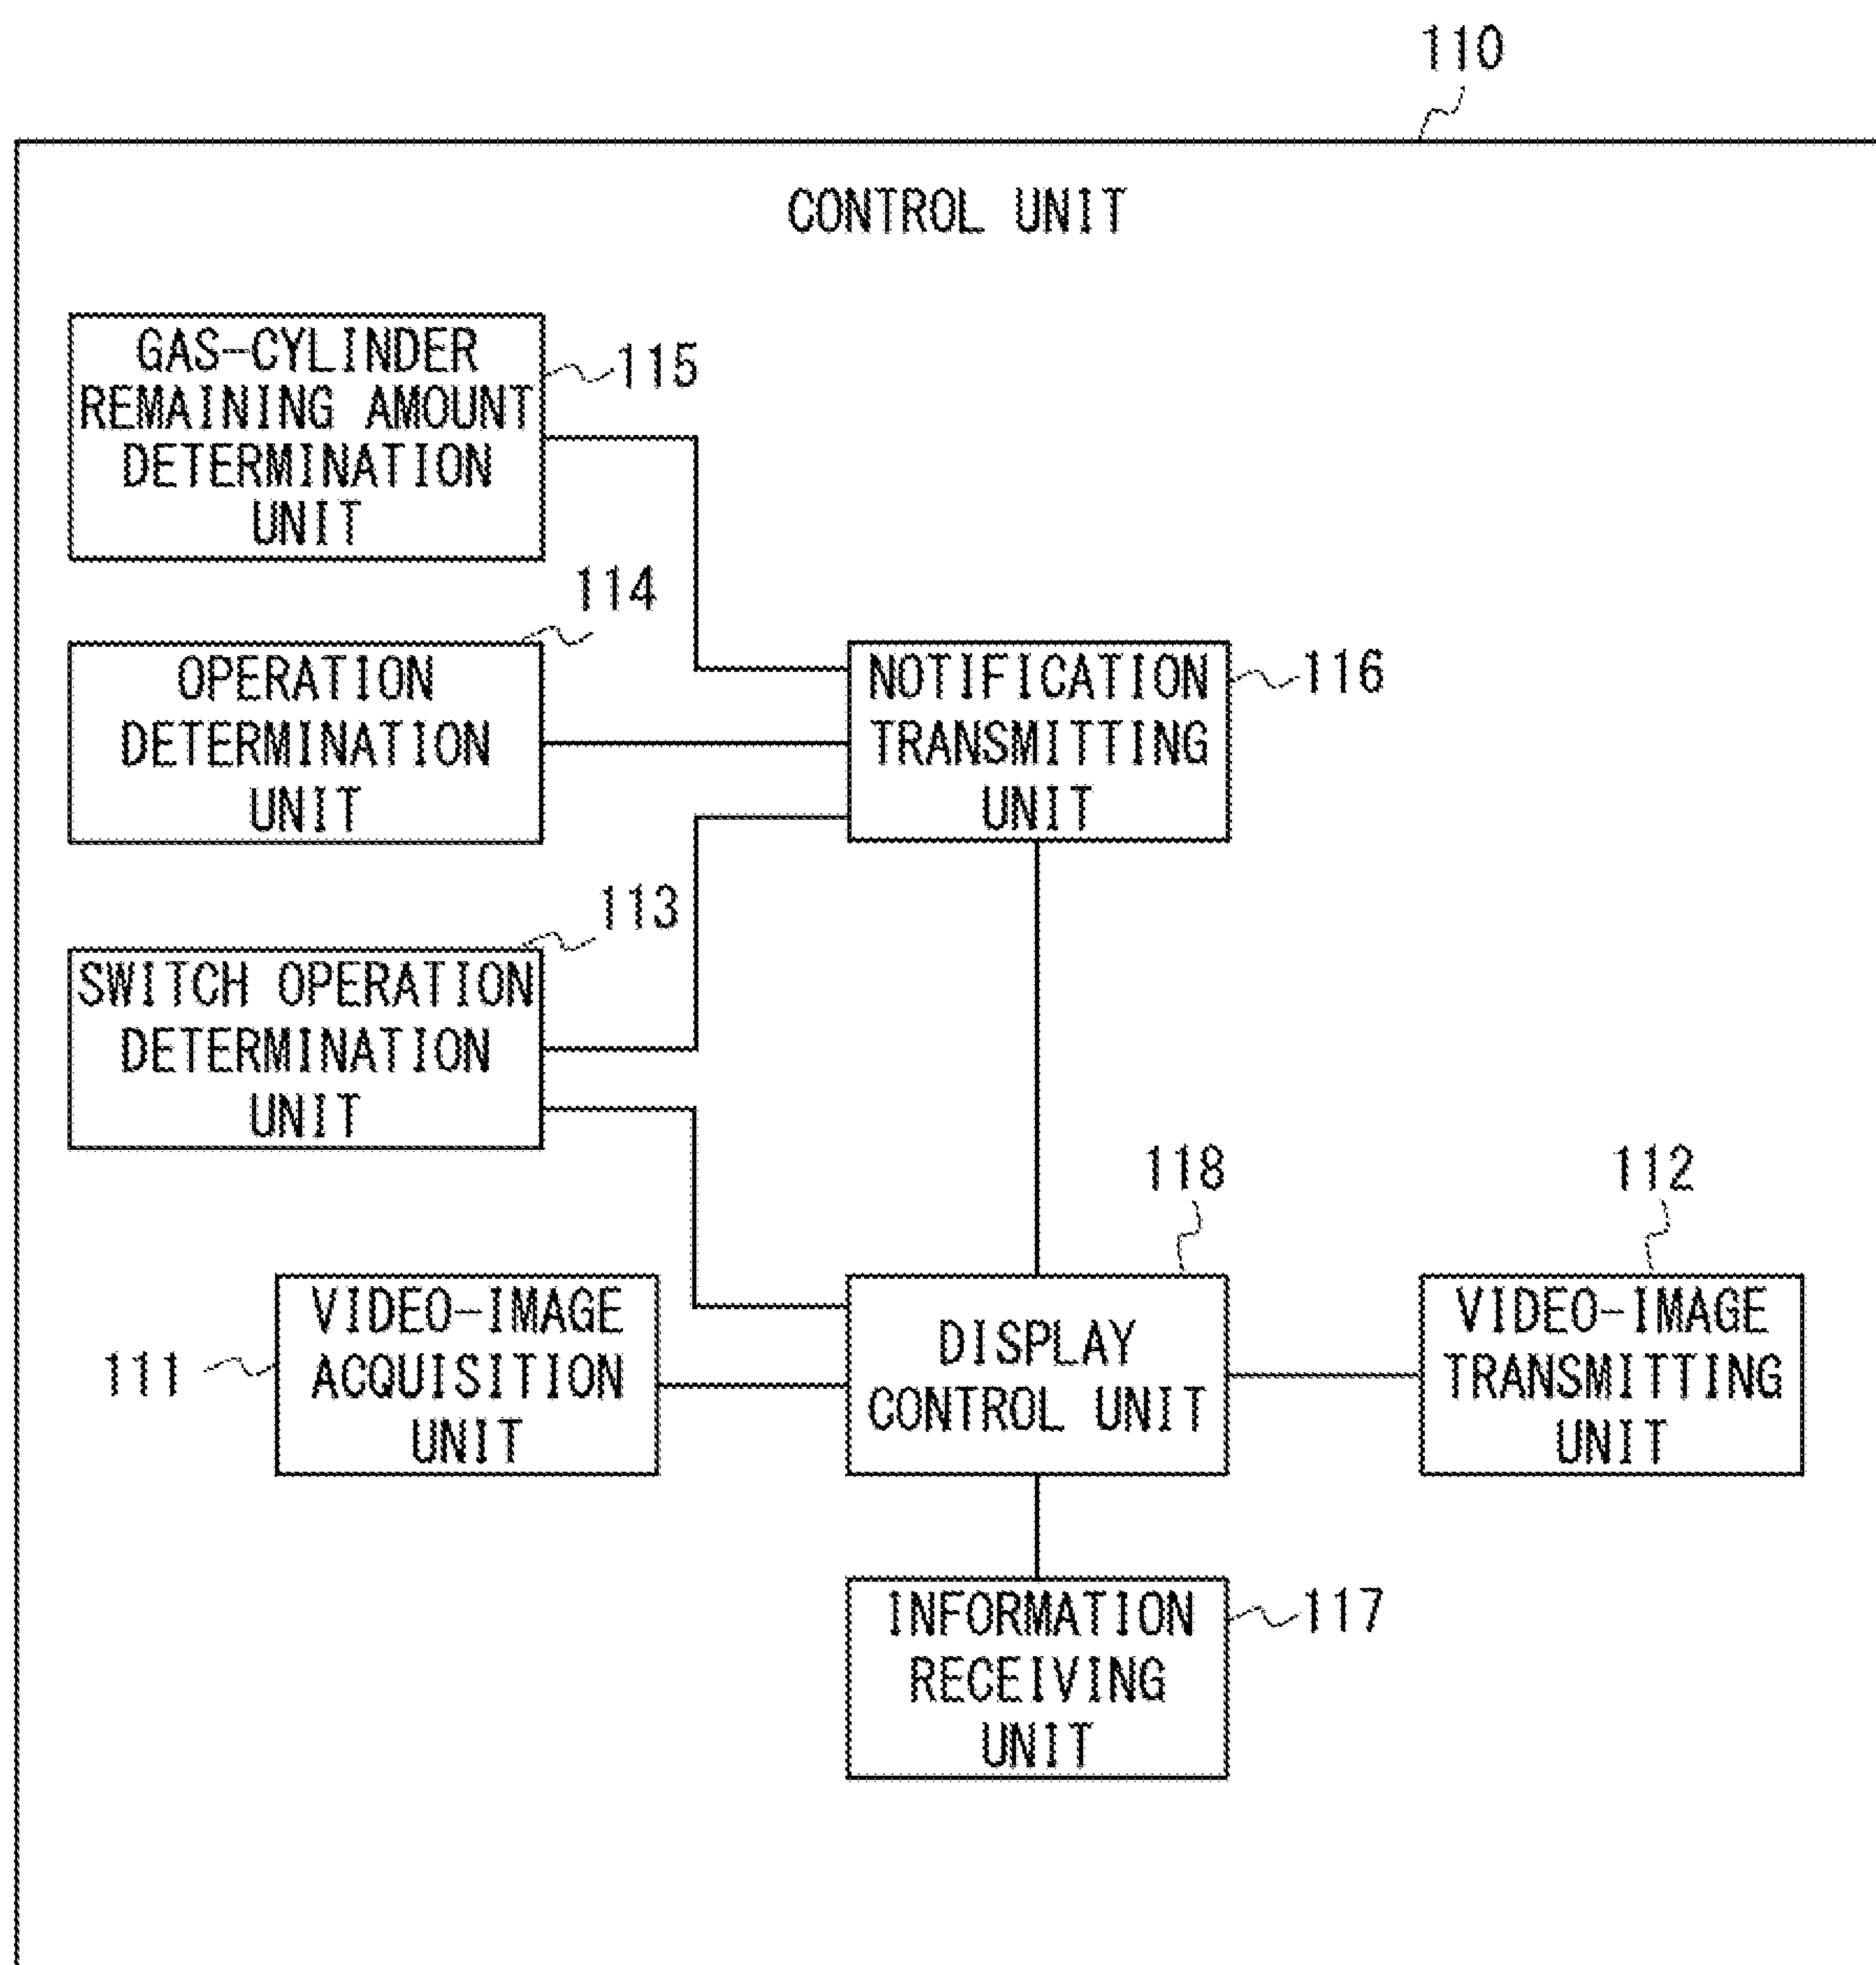 110
CONTROL UNIT
GAS-CYLINDER
REMAINING AMOUNT
DETERMINATION
UNIT
115
114
OPERATION
DETERMINATION
UNIT
NOTIFICATION
TRANSMITTING
UNIT
116
113
SWITCH OPERATION
DETERMINATION
UNIT
118
112
111
VIDEO-IMAGE
ACQUISITION
UNIT
DISPLAY
CONTROL UNIT
VIDEO-IMAGE
TRANSMITTING
UNIT
INFORMATION
RECEIVING
UNIT
117